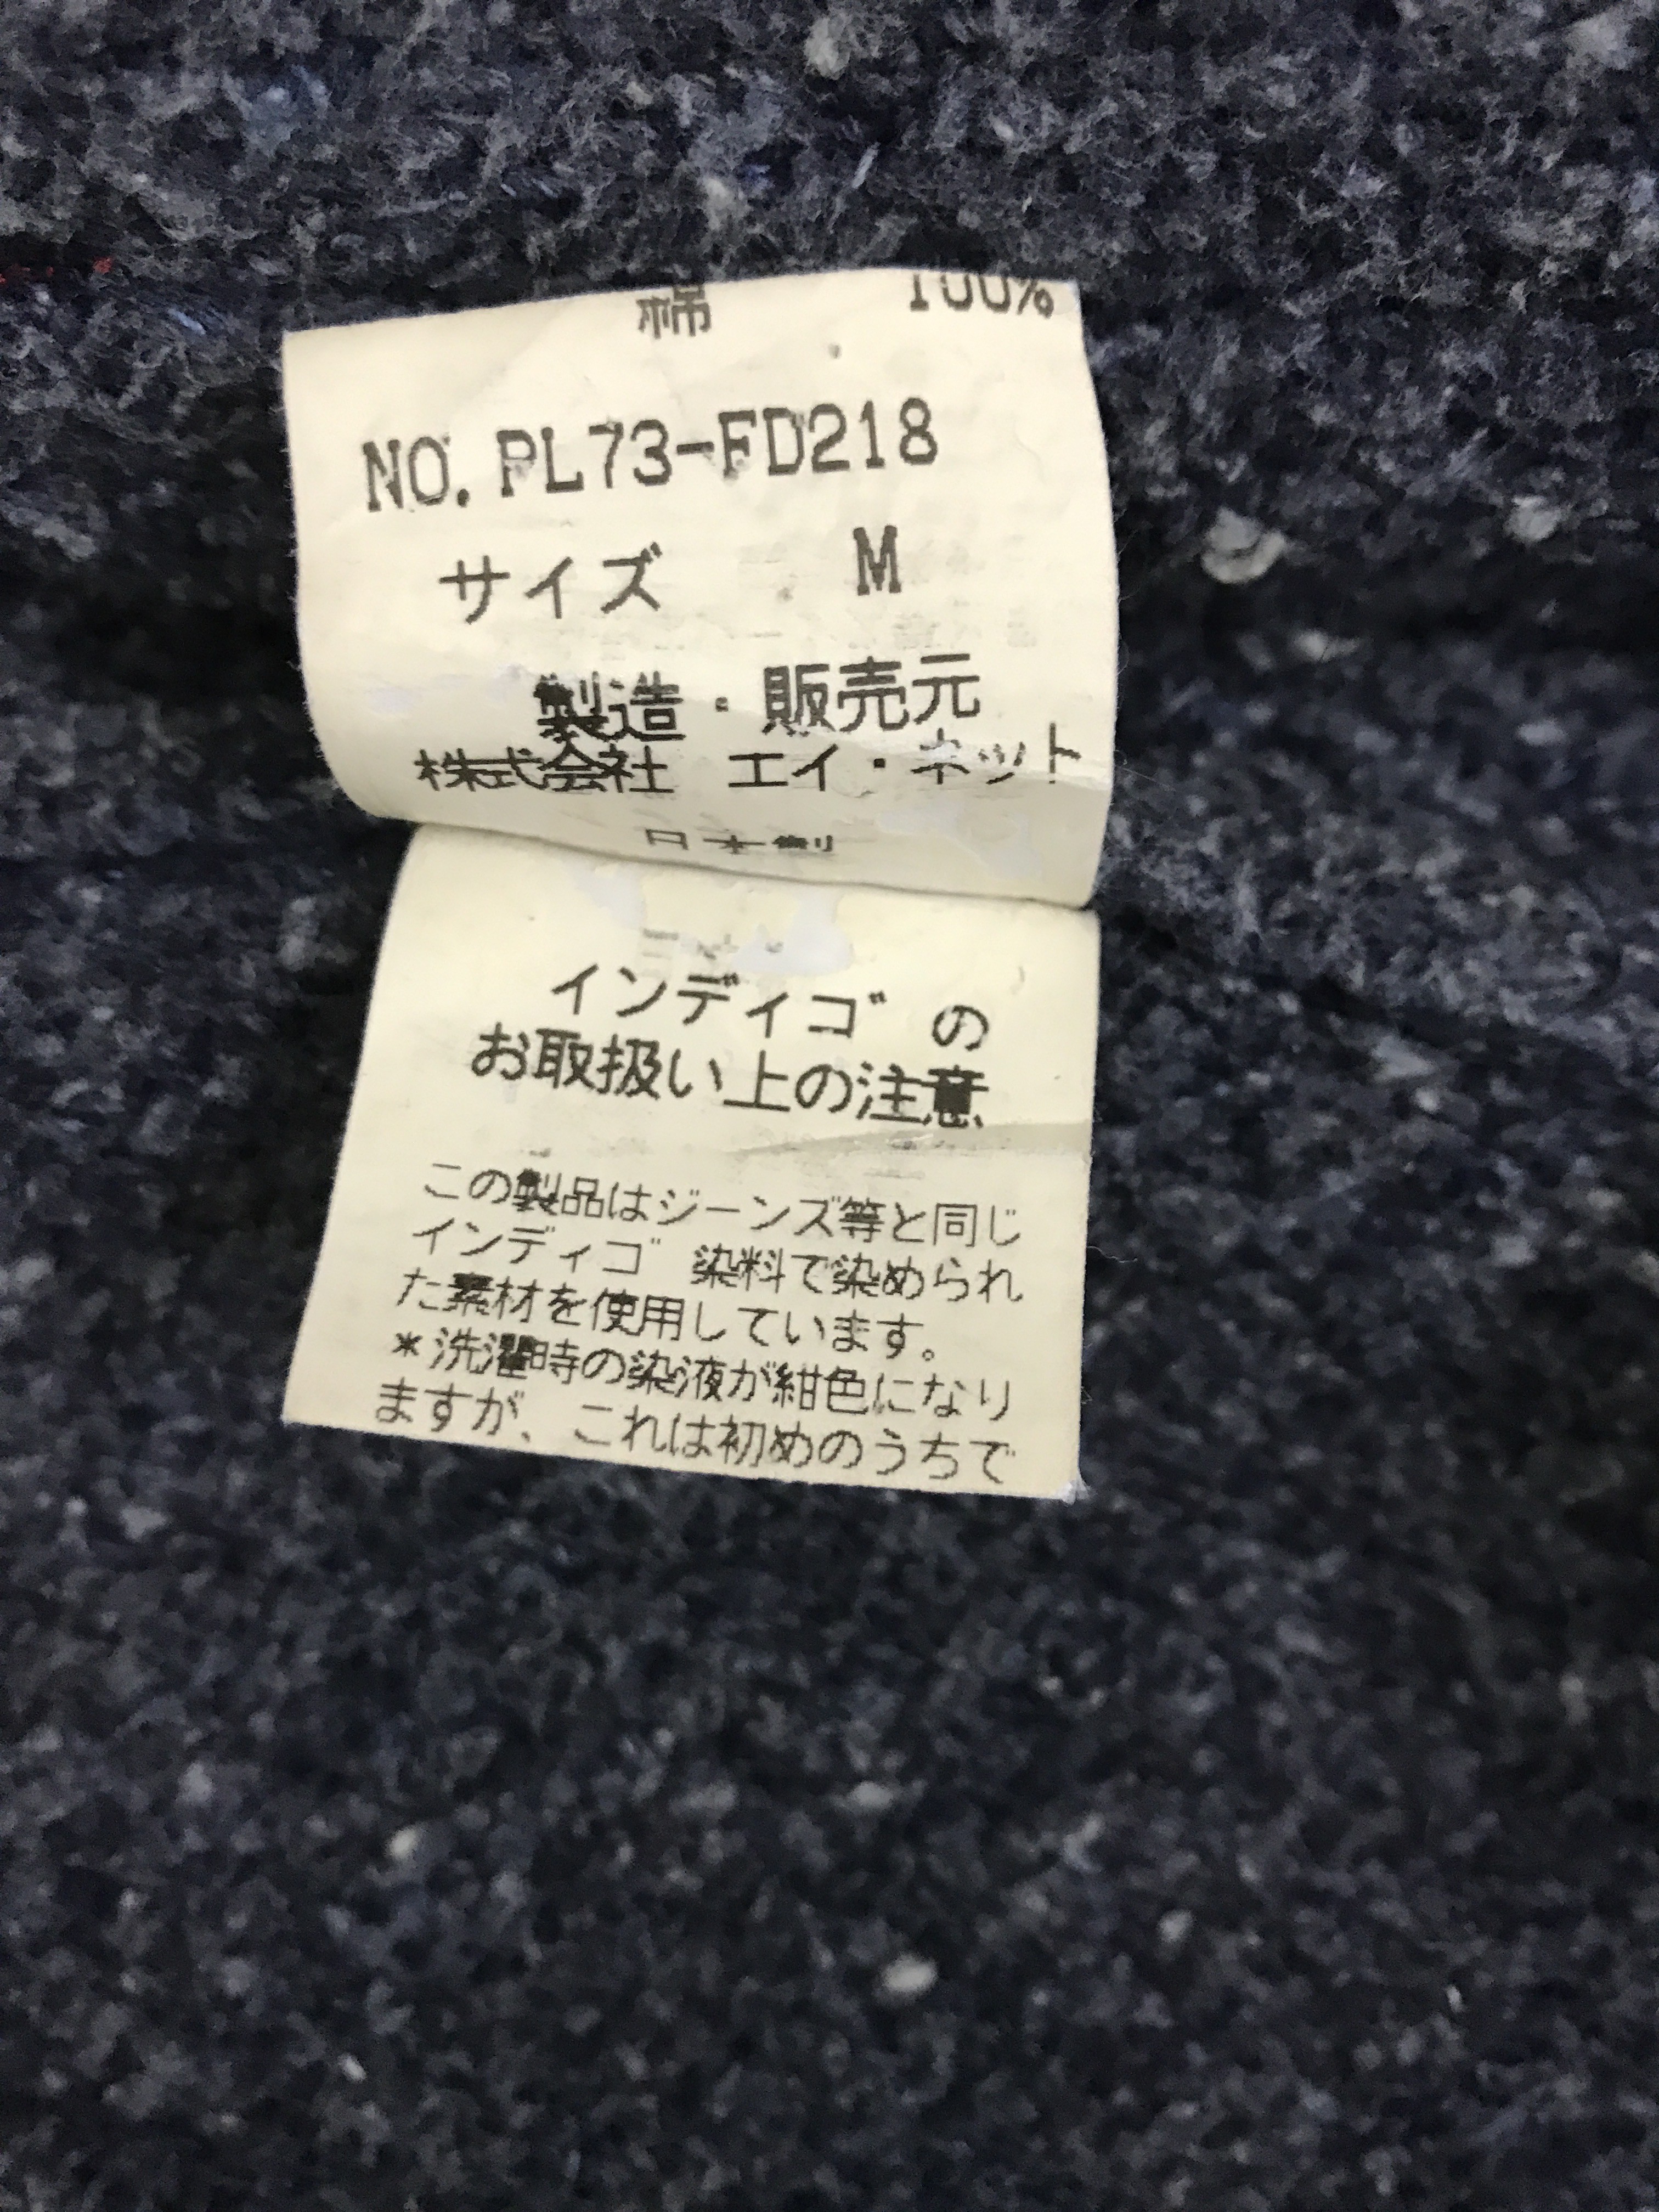 綿 100%
NO. PL73-FD218
サイズ M
製造・販売元
株式会社 エイ・ネット
日本製
インディゴの
お取扱い上の注意
この製品はジーンズ等と同じ
インディゴ 染料で染められ
た素材を使用しています。
*洗濯時の染液が紺色になり
ますが、これは初めのうちで